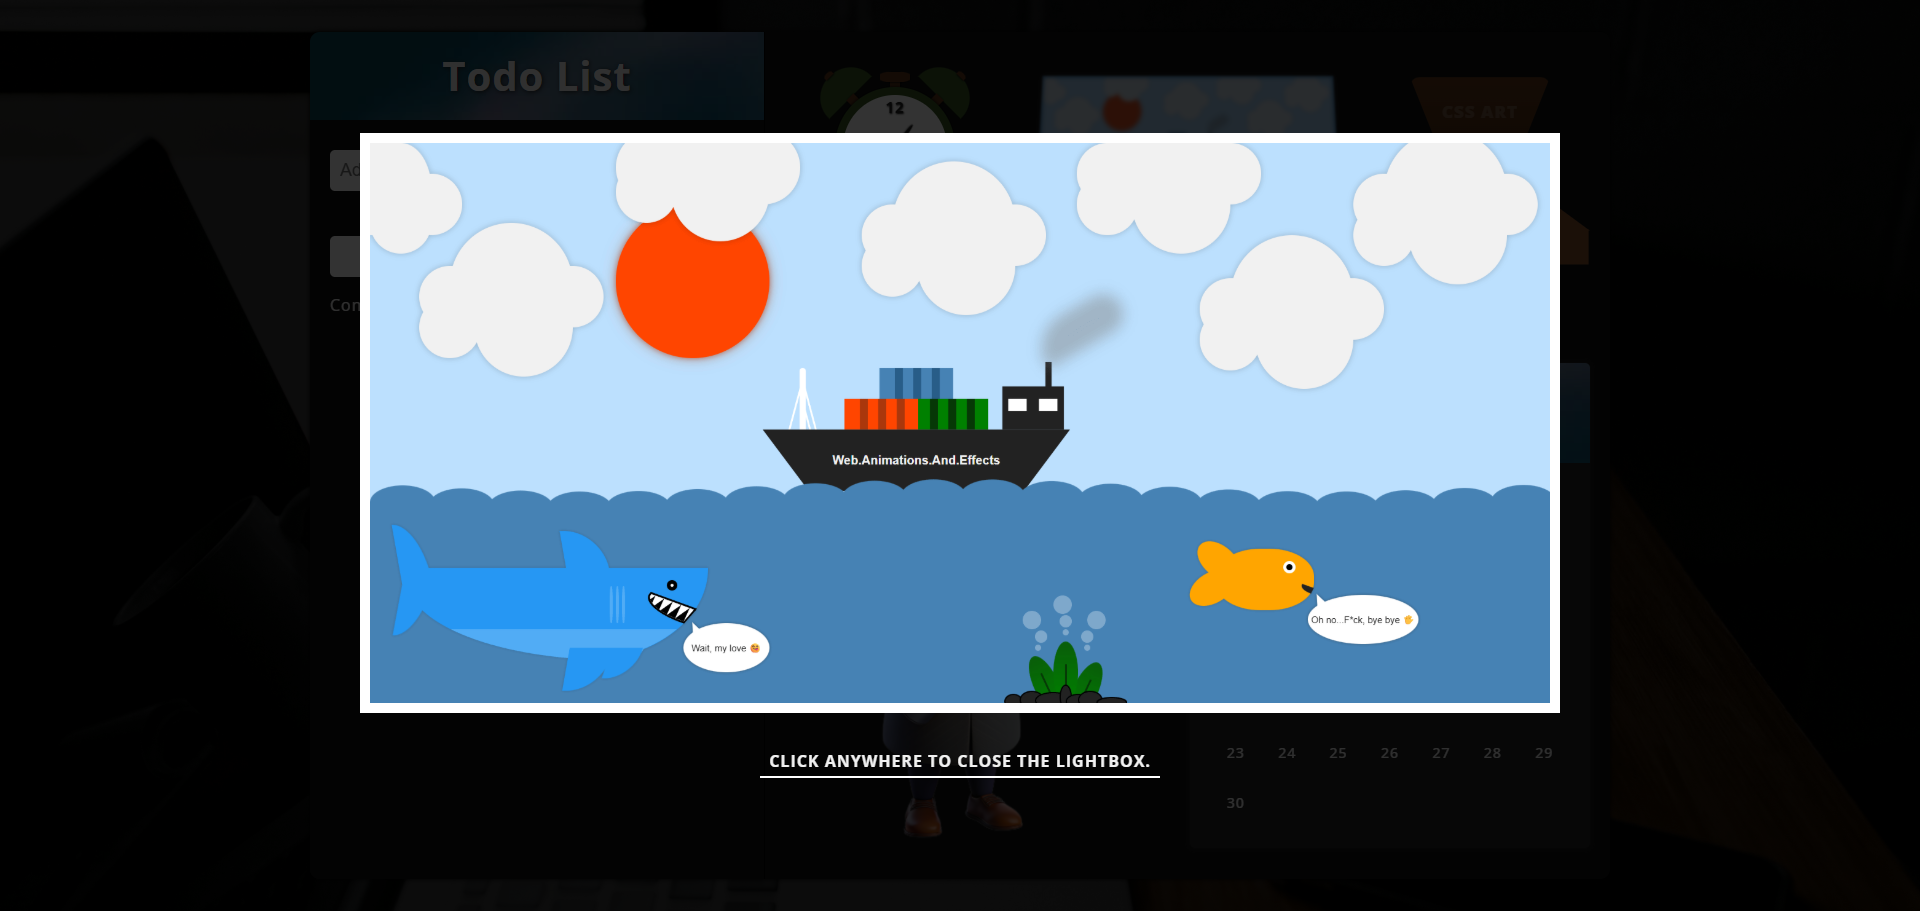 Todo List
12
CSS ART
Ad
Com
Web.Animations.And.Effects
Wait, my love 🥰
Oh no...F*ck, bye bye 🖐
CLICK ANYWHERE TO CLOSE THE LIGHTBOX.
23 24 25 26 27 28 29
30